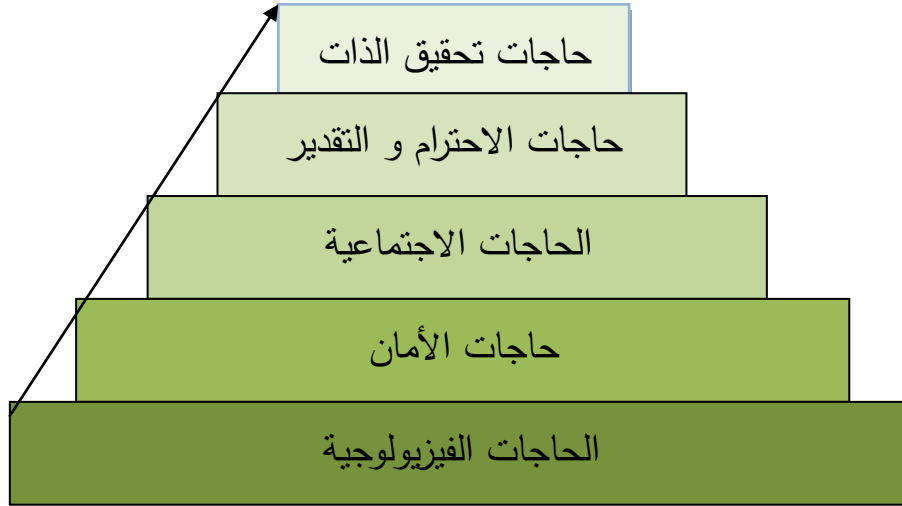 حاجات تحقيق الذات
حاجات الاحترام و التقدير
الحاجات الاجتماعية
حاجات الأمان
الحاجات الفيزيولوجية